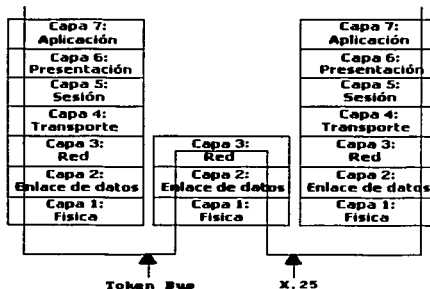 Capa 7:
Aplicación
Capa 6:
Presentación
Capa 5:
Sesión
Capa 4:
Transporte
Capa 3:
Red
Capa 2:
Enlace de datos
Capa 1:
Fisica
Capa 3:
Red
Capa 2:
Enlace de datos
Capa 1:
Fisica
Capa 7:
Aplicación
Capa 6:
Presentación
Capa 5:
Sesión
Capa 4:
Transporte
Capa 3:
Red
Capa 2:
Enlace de datos
Capa 1:
Fisica
Token Bus
X.25